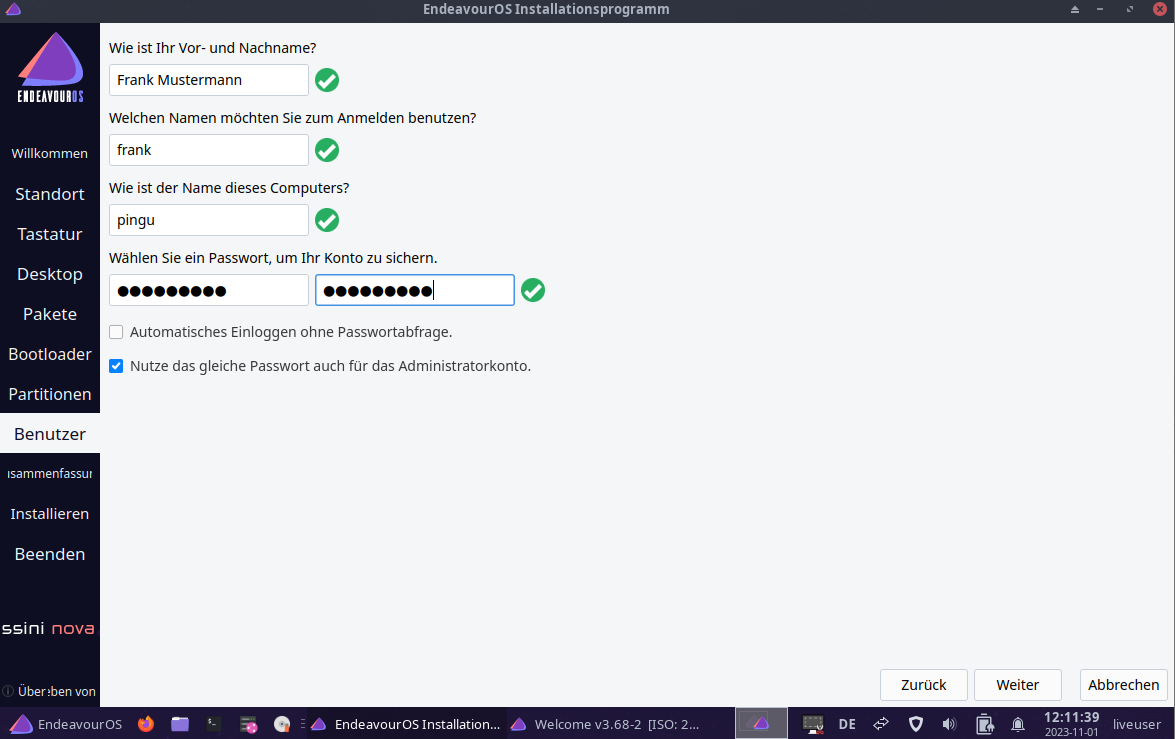 EndeavourOS Installationsprogramm
ENDEAVOUROS
Willkommen
Standort
Tastatur
Desktop
Pakete
Bootloader
Partitionen
Benutzer
usammenfassur
Installieren
Beenden
ssini nova
Über
ben von
Wie ist Ihr Vor- und Nachname?
Frank Mustermann
Welchen Namen möchten Sie zum Anmelden benutzen?
frank
Wie ist der Name dieses Computers?
pingu
Wählen Sie ein Passwort, um Ihr Konto zu sichern.
●●●●●●●●● ●●●●●●●●●
Automatisches Einloggen ohne Passwortabfrage.
Nutze das gleiche Passwort auch für das Administratorkonto.
Zurück Weiter Abbrechen
EndeavourOS EndeavourOS Installation... Welcome v3.68-2 [ISO: 2... DE 12:11:39 liveuser
2023-11-01